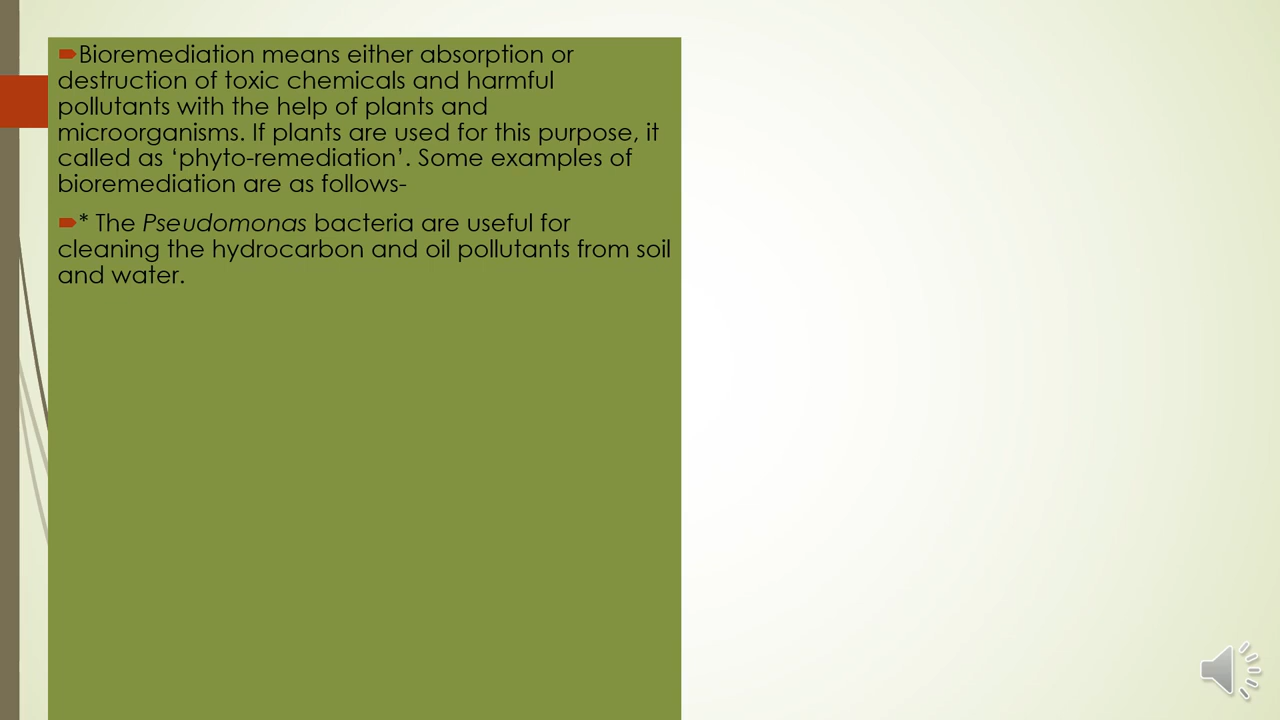 Bioremediation means either absorption or
destruction of toxic chemicals and harmful
pollutants with the help of plants and
microorganisms. If plants are used for this purpose, it
called as ‘phyto-remediation’. Some examples of
bioremediation are as follows-
* The Pseudomonas bacteria are useful for
cleaning the hydrocarbon and oil pollutants from soil
and water.